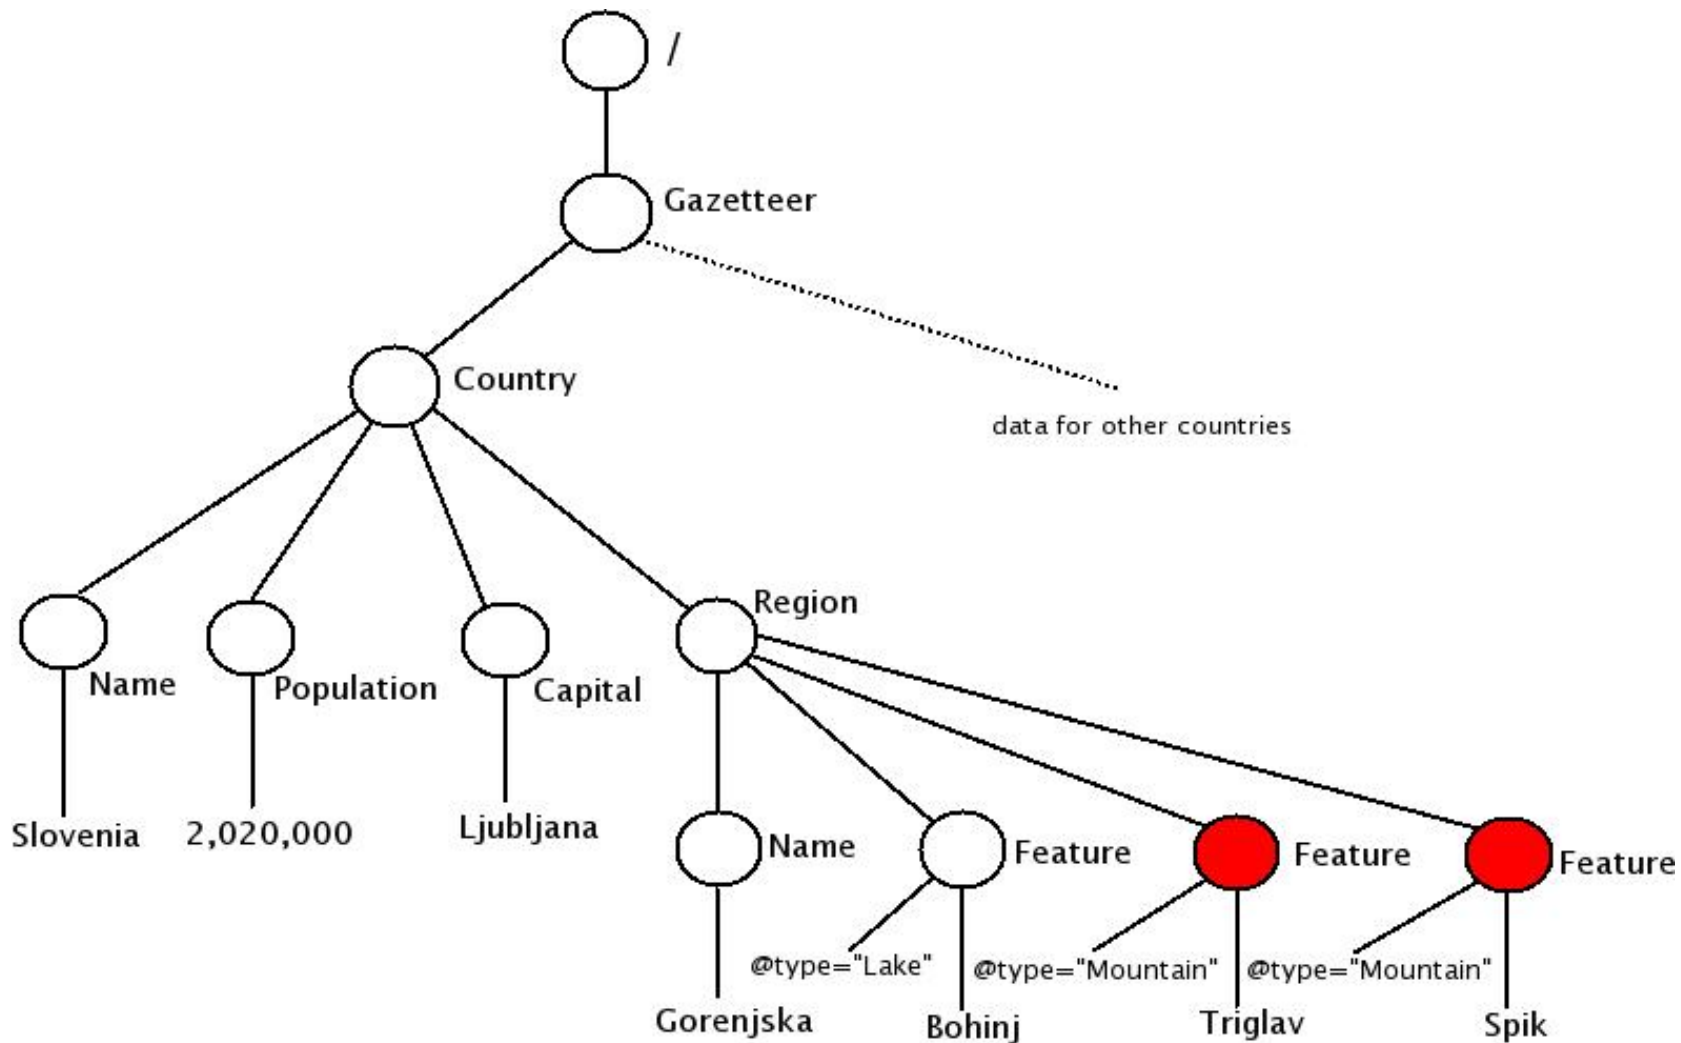 /
Gazetteer
Country
data for other countries
Region
Name
Population
Capital
Slovenia
2,020,000
Ljubljana
Name
Feature
Feature
Feature
@type="Lake"
@type="Mountain"
@type="Mountain"
Gorenjska
Bohinj
Triglav
Spik